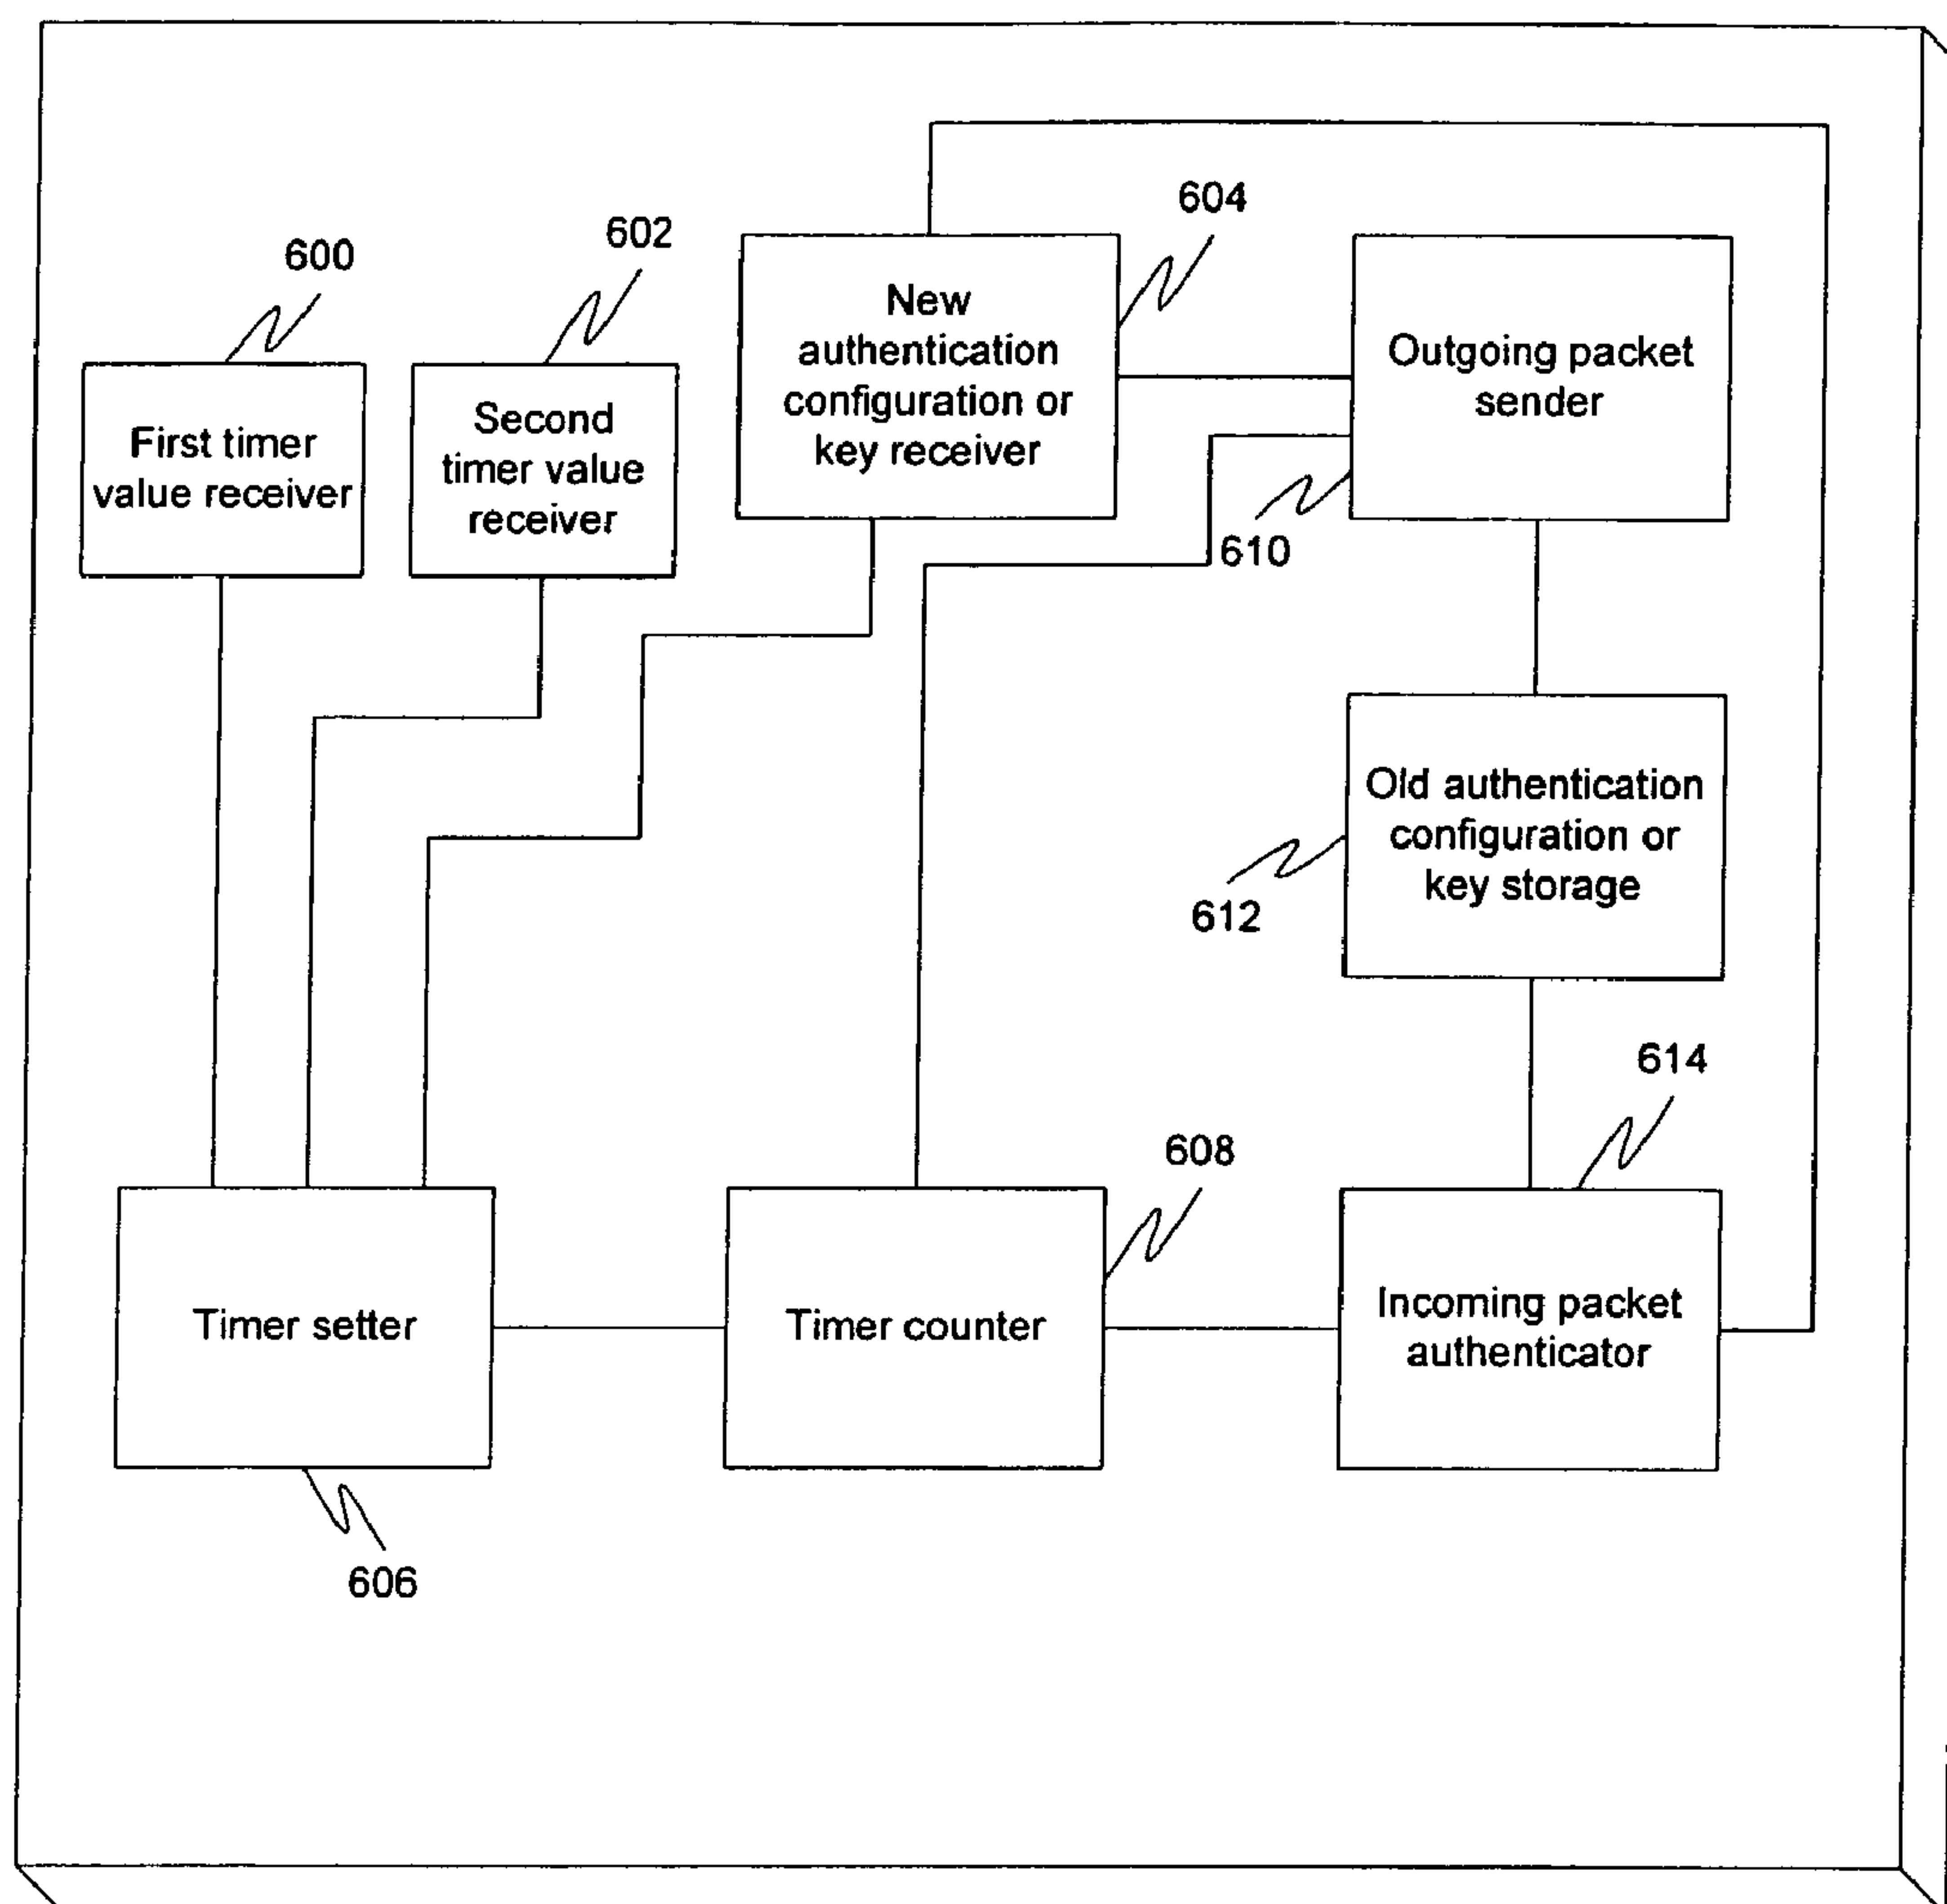 604
602
600
New
authentication
configuration or
key receiver
Outgoing packet
sender
First timer
value receiver
Second
timer value
receiver
610
Old authentication
configuration or
key storage
612
614
608
Timer setter
Timer counter
Incoming packet
authenticator
606